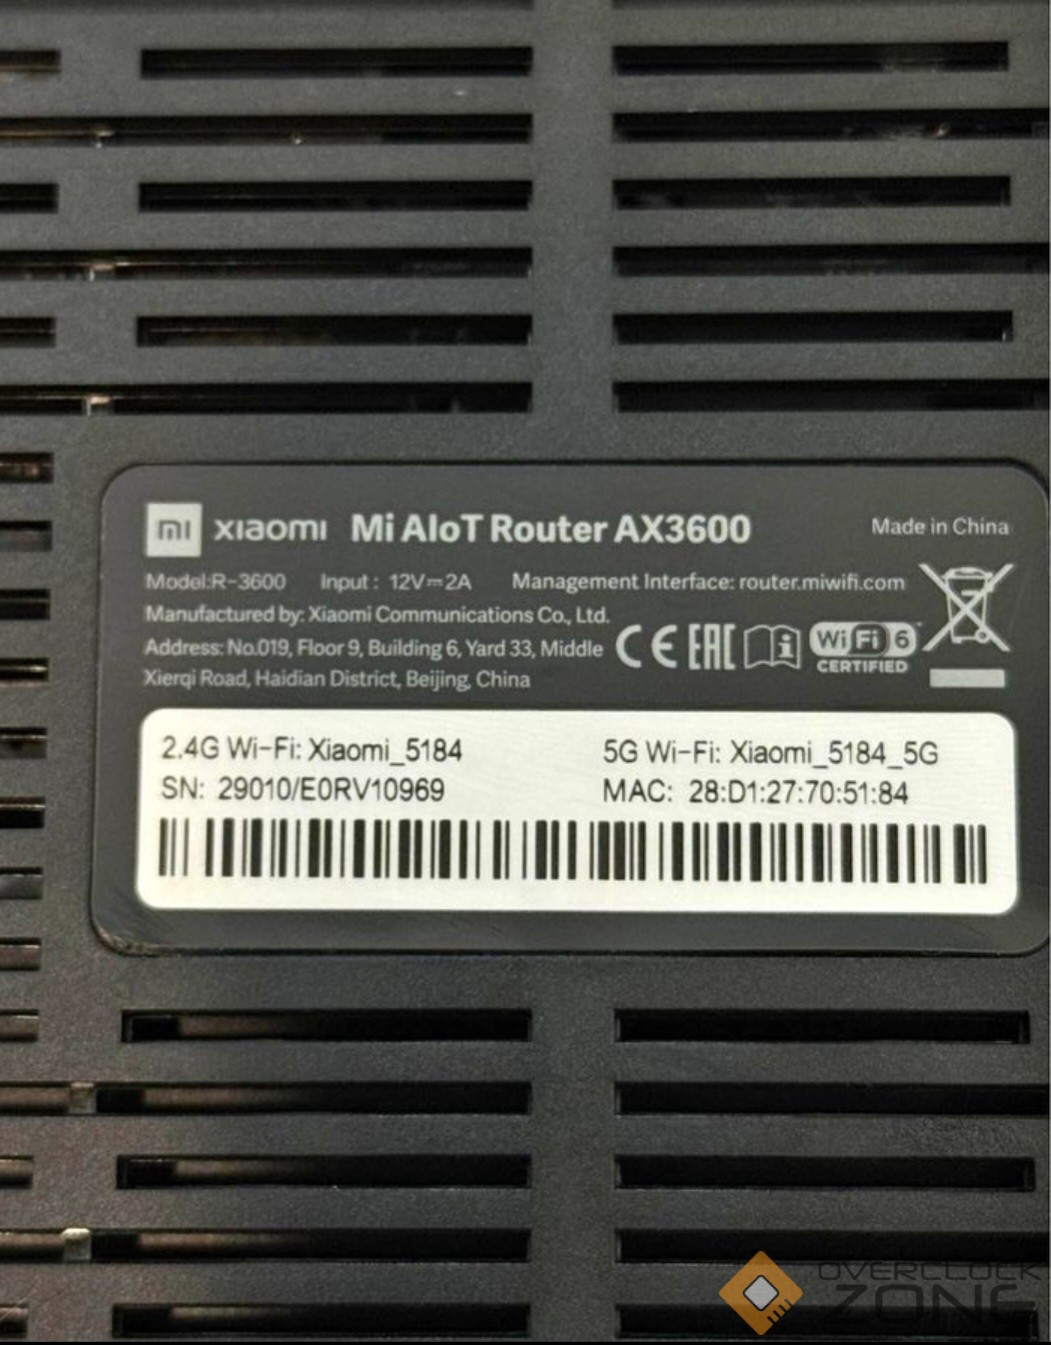 mi xiaomi Mi AIoT Router AX3600 Made in China
Model:R-3600 Input : 12V⎓2A Management Interface: router.miwifi.com
Manufactured by: Xiaomi Communications Co., Ltd.
Address: No.019, Floor 9, Building 6, Yard 33, Middle
Xierqi Road, Haidian District, Beijing, China
CE EAC i Wi Fi 6
CERTIFIED
2.4G Wi-Fi: Xiaomi_5184 5G Wi-Fi: Xiaomi_5184_5G
SN: 29010/E0RV10969 MAC: 28:D1:27:70:51:84
OVERCLOCK
ZONE